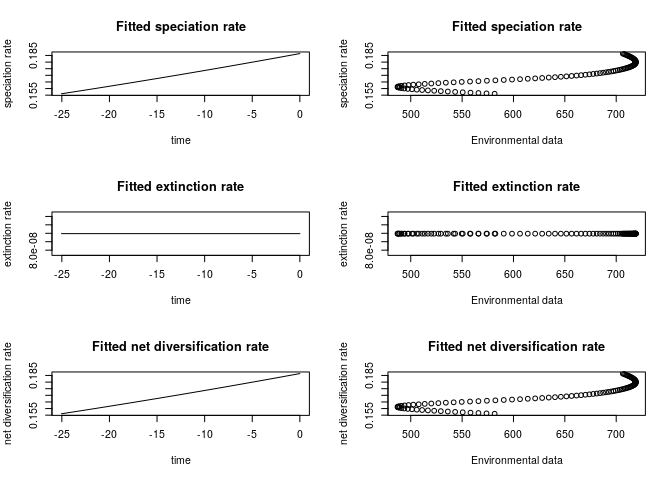 Fitted speciation rate
speciation rate
0.155 0.185
-25 -20 -15 -10 -5 0
time
Fitted speciation rate
speciation rate
0.155 0.185
500 550 600 650 700
Environmental data
Fitted extinction rate
extinction rate
8.0e-08
-25 -20 -15 -10 -5 0
time
Fitted extinction rate
extinction rate
8.0e-08
500 550 600 650 700
Environmental data
Fitted net diversification rate
net diversification rate
0.155 0.185
-25 -20 -15 -10 -5 0
time
Fitted net diversification rate
net diversification rate
0.155 0.185
500 550 600 650 700
Environmental data